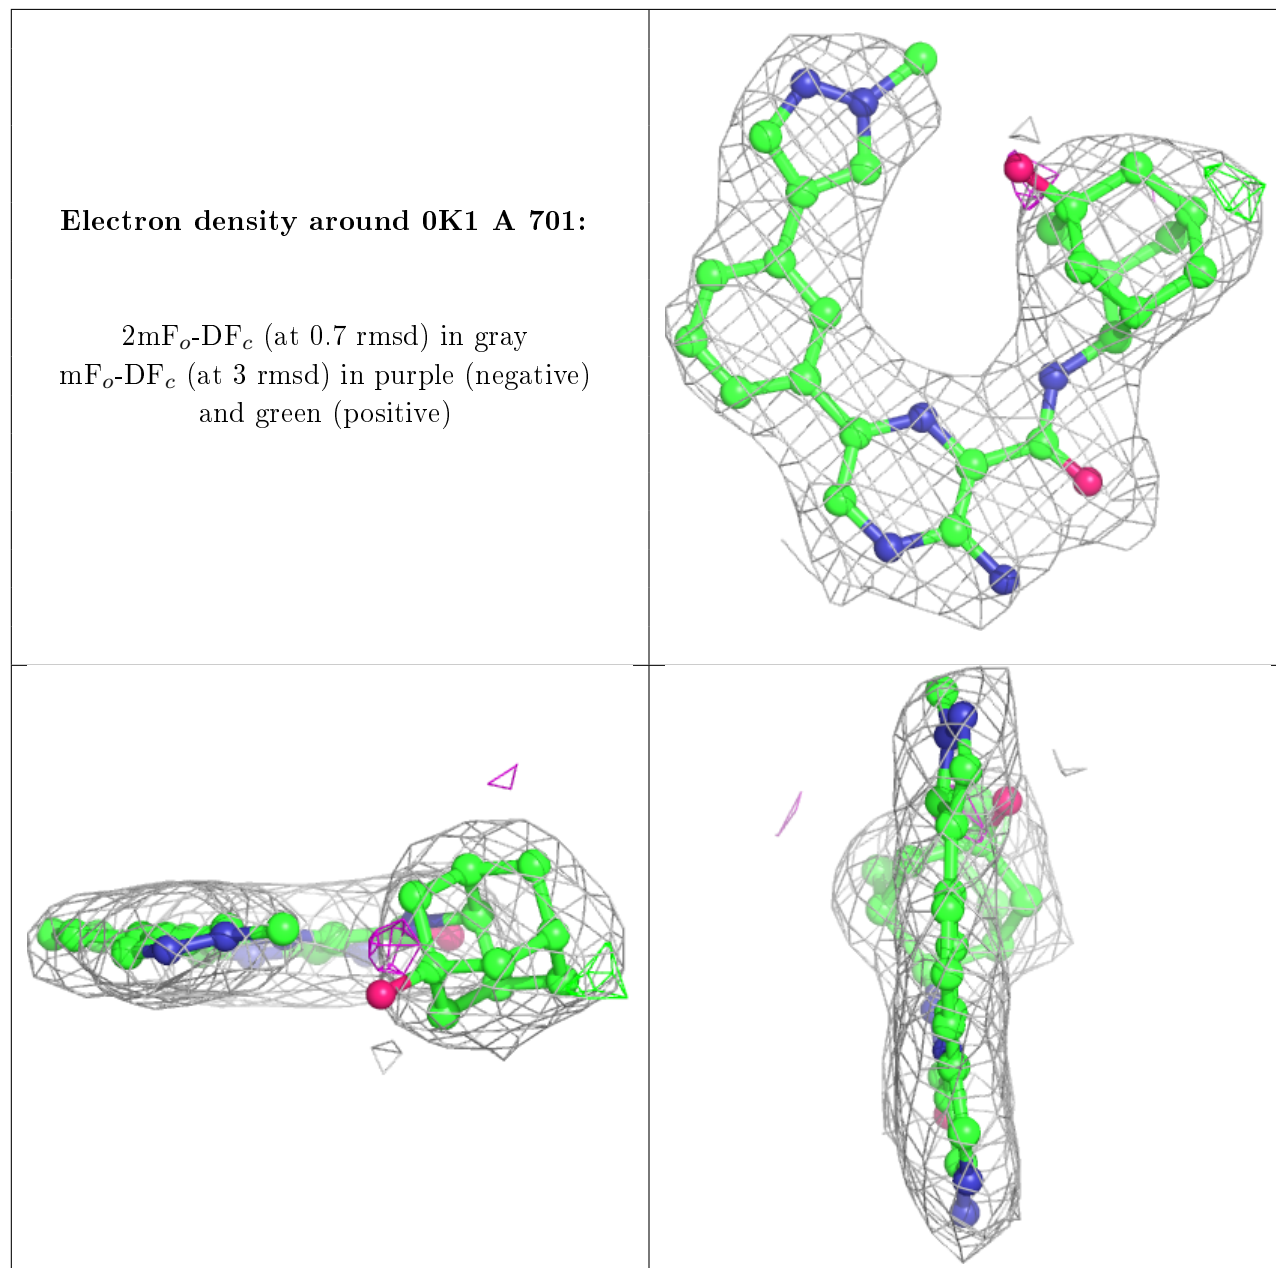 Electron density around 0K1 A 701:
2mFo-DFc (at 0.7 rmsd) in gray
mFo-DFc (at 3 rmsd) in purple (negative)
and green (positive)